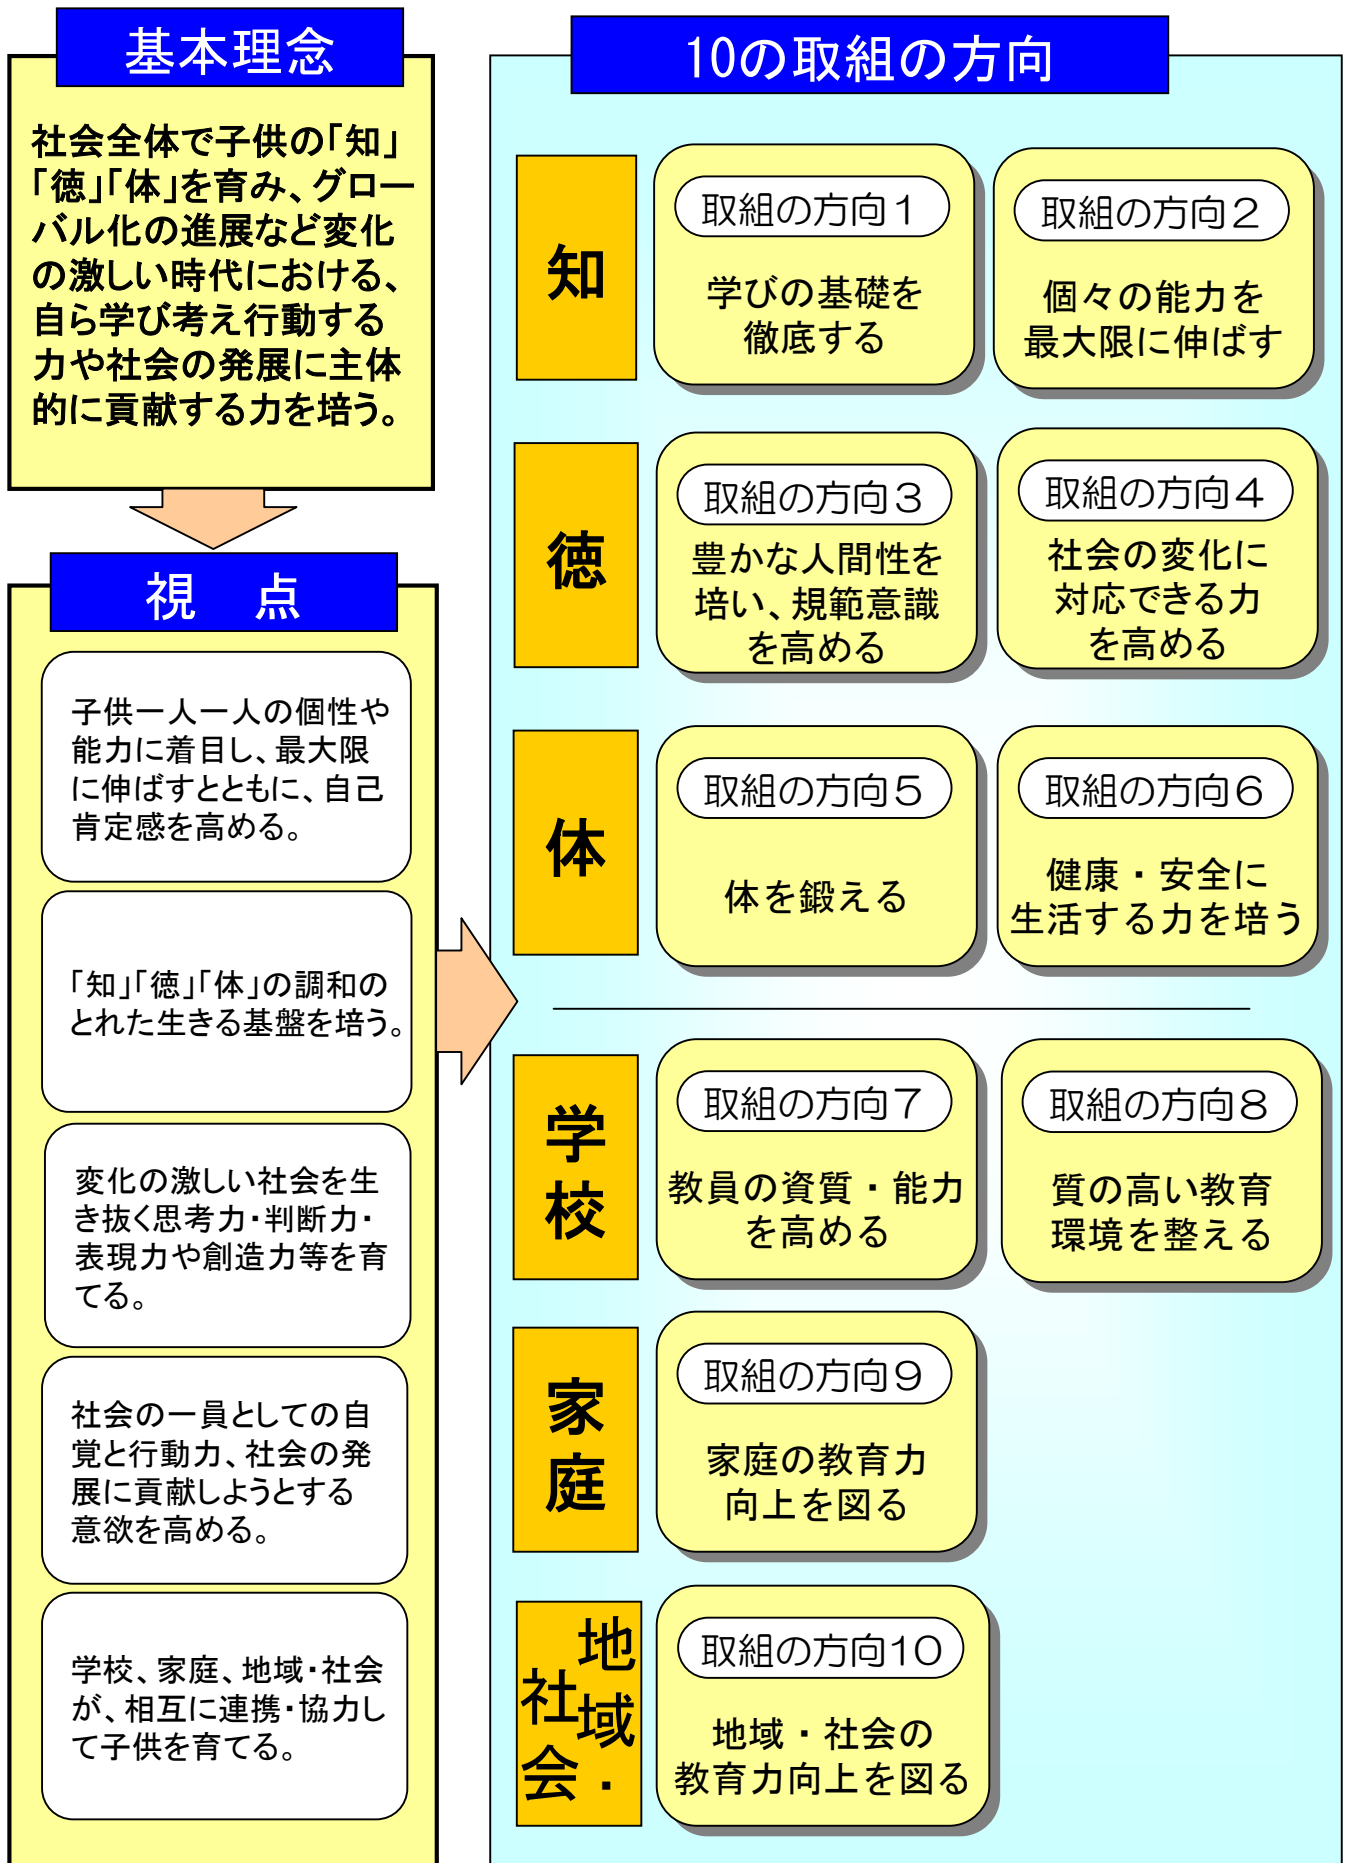 基本理念
社会全体で子供の「知」
「徳」「体」を育み、グロー
バル化の進展など変化
の激しい時代における、
自ら学び考え行動する
力や社会の発展に主体
的に貢献する力を培う。
視　点
子供一人一人の個性や
能力に着目し、最大限
に伸ばすとともに、自己
肯定感を高める。
「知」「徳」「体」の調和の
とれた生きる基盤を培う。
変化の激しい社会を生
き抜く思考力・判断力・
表現力や創造力等を育
てる。
社会の一員としての自
覚と行動力、社会の発
展に貢献しようとする
意欲を高める。
学校、家庭、地域・社会
が、相互に連携・協力し
て子供を育てる。
10の取組の方向
知
取組の方向１
学びの基礎を
徹底する
取組の方向２
個々の能力を
最大限に伸ばす
徳
取組の方向３
豊かな人間性を
培い、規範意識
を高める
取組の方向４
社会の変化に
対応できる力
を高める
体
取組の方向５
体を鍛える
取組の方向６
健康・安全に
生活する力を培う
学校
取組の方向７
教員の資質・能力
を高める
取組の方向８
質の高い教育
環境を整える
家庭
取組の方向９
家庭の教育力
向上を図る
地域・
社会
取組の方向10
地域・社会の
教育力向上を図る